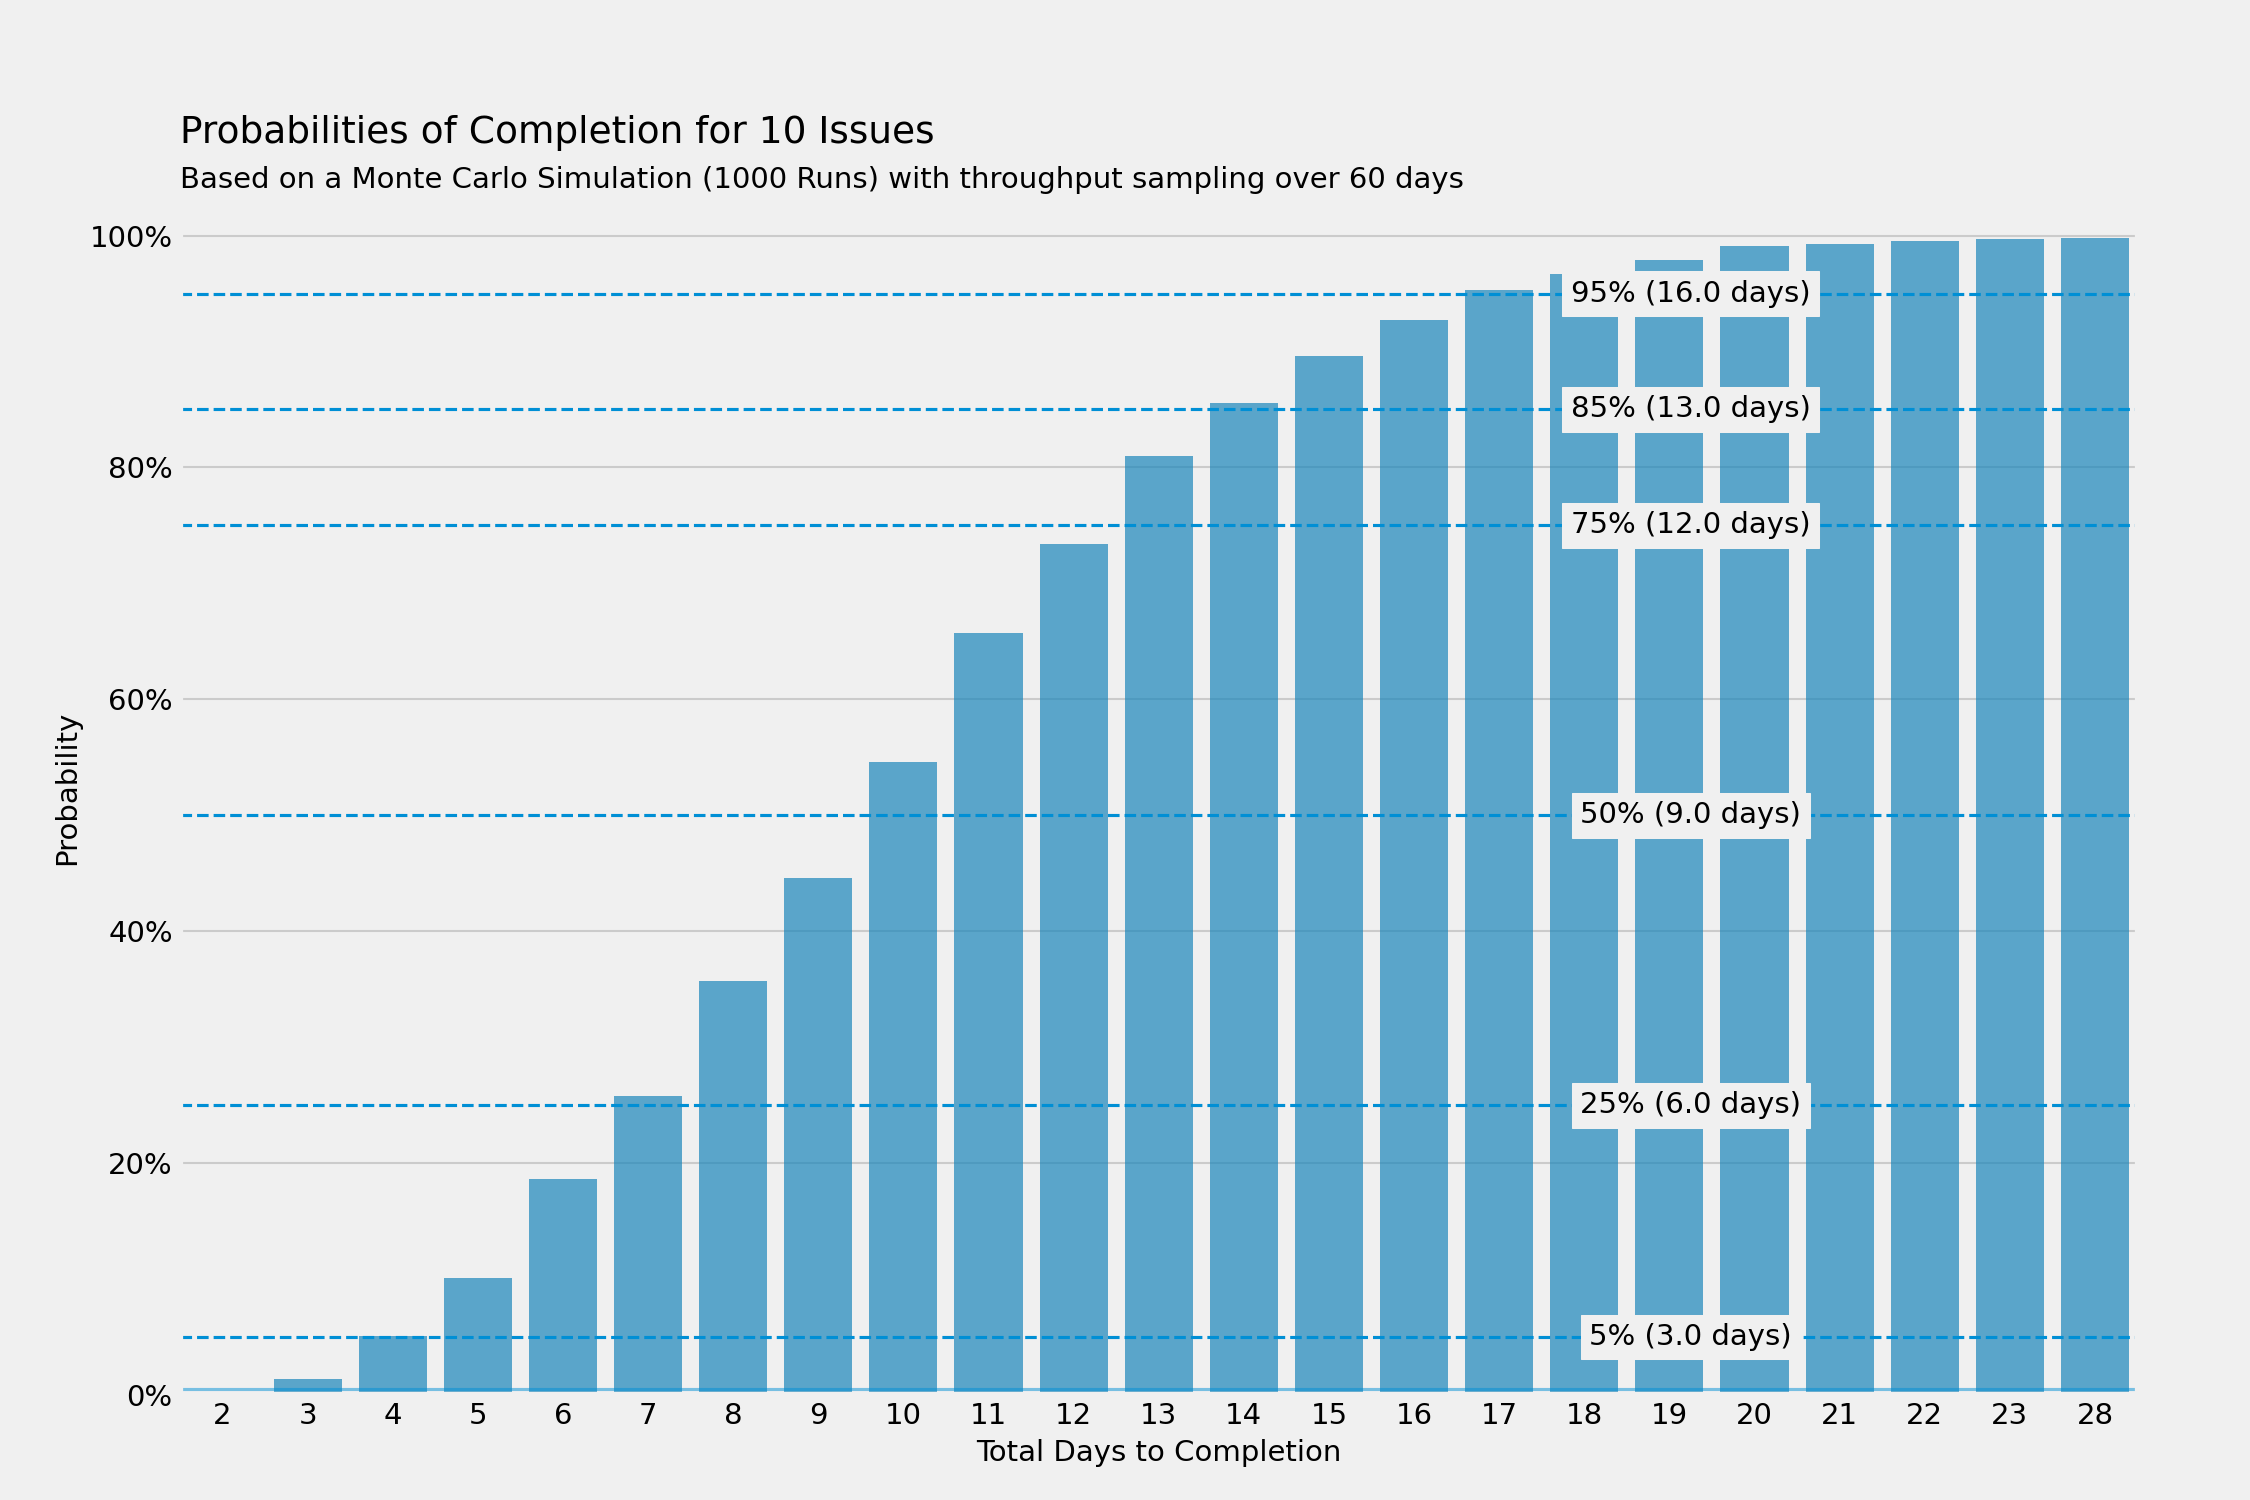 Probabilities of Completion for 10 Issues
Based on a Monte Carlo Simulation (1000 Runs) with throughput sampling over 60 days
100%
95% (16.0 days)
85% (13.0 days)
80%
75% (12.0 days)
60%
Probability
50% (9.0 days)
40%
25% (6.0 days)
20%
5% (3.0 days)
0%
2 3 4 5 6 7 8 9 10 11 12 13 14 15 16 17 18 19 20 21 22 23 28
Total Days to Completion